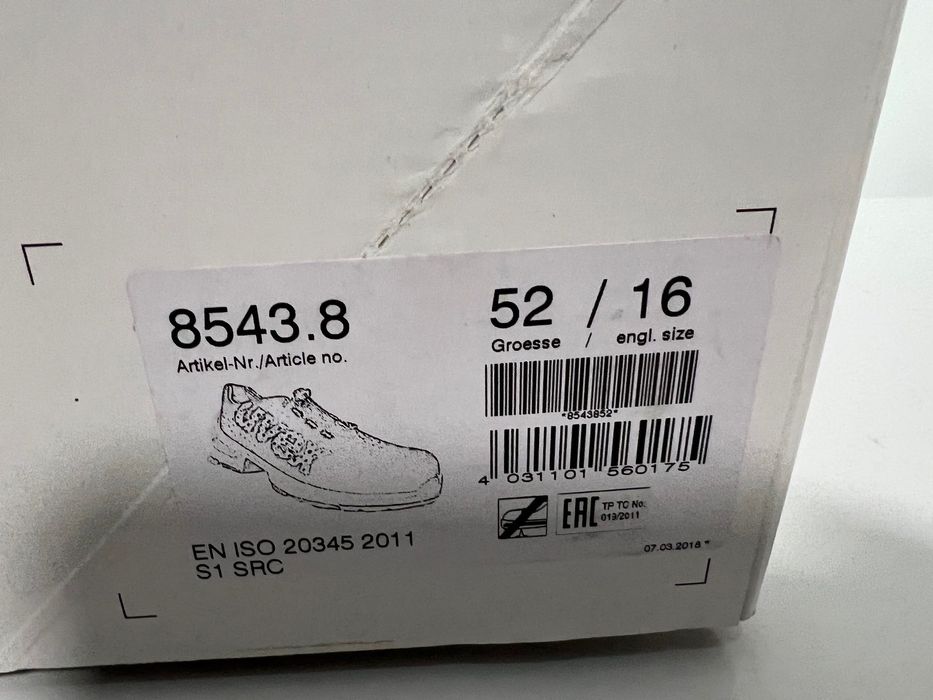 8543.8
Artikel-Nr./Article no.
52 / 16
Groesse / engl. size
*8543852*
4 031101 560175
EAC TP TC No.
019/2011
EN ISO 20345 2011
S1 SRC
07.03.2018 *